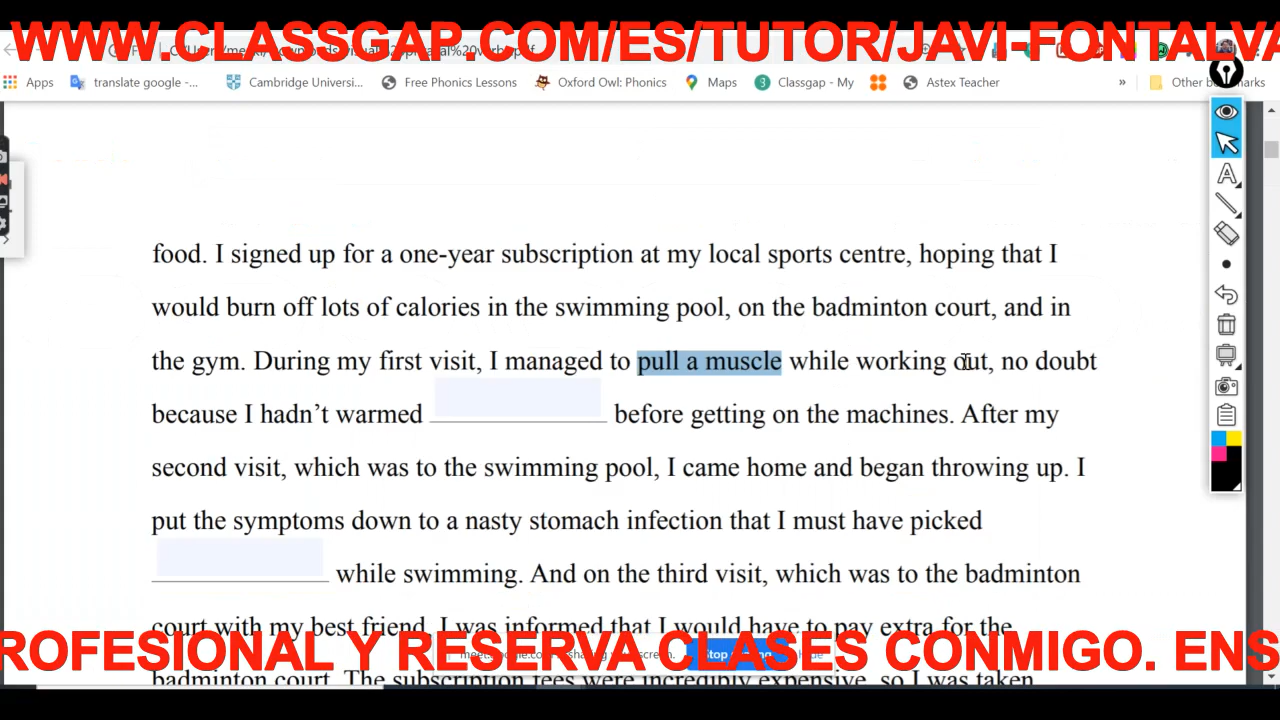 WWW.CLASSGAP.COM/ES/TUTOR/JAVI-FONTALVA
Apps translate google -... Cambridge Universi... Free Phonics Lessons Oxford Owl: Phonics Maps Classgap - My Astex Teacher » Other bookmarks
food. I signed up for a one-year subscription at my local sports centre, hoping that I
would burn off lots of calories in the swimming pool, on the badminton court, and in
the gym. During my first visit, I managed to pull a muscle while working out, no doubt
because I hadn’t warmed before getting on the machines. After my
second visit, which was to the swimming pool, I came home and began throwing up. I
put the symptoms down to a nasty stomach infection that I must have picked
while swimming. And on the third visit, which was to the badminton
court with my best friend, I was informed that I would have to pay extra for the
ROFESIONAL Y RESERVA CLASES CONMIGO. ENS
badminton court. The subscription fees were incredibly expensive, so I was taken